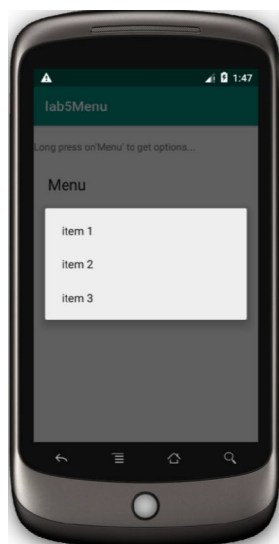 1:47
lab5Menu
Long press on'Menu' to get options...
Menu
item 1
item 2
item 3